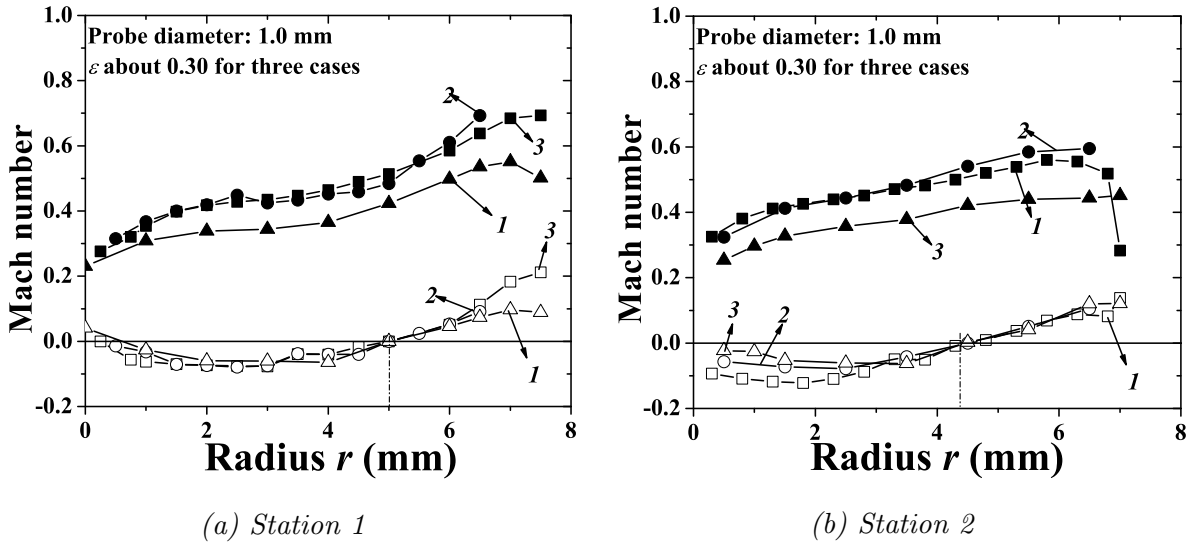 Probe diameter: 1.0 mm
ε about 0.30 for three cases
Mach number
1.0
0.8
0.6
0.4
0.2
0.0
-0.2
2
3
1
3
2
1
0 2 4 6 8
Radius r (mm)
(a) Station 1
Probe diameter: 1.0 mm
ε about 0.30 for three cases
Mach number
1.0
0.8
0.6
0.4
0.2
0.0
-0.2
2
1
3
3
2
1
0 2 4 6 8
Radius r (mm)
(b) Station 2